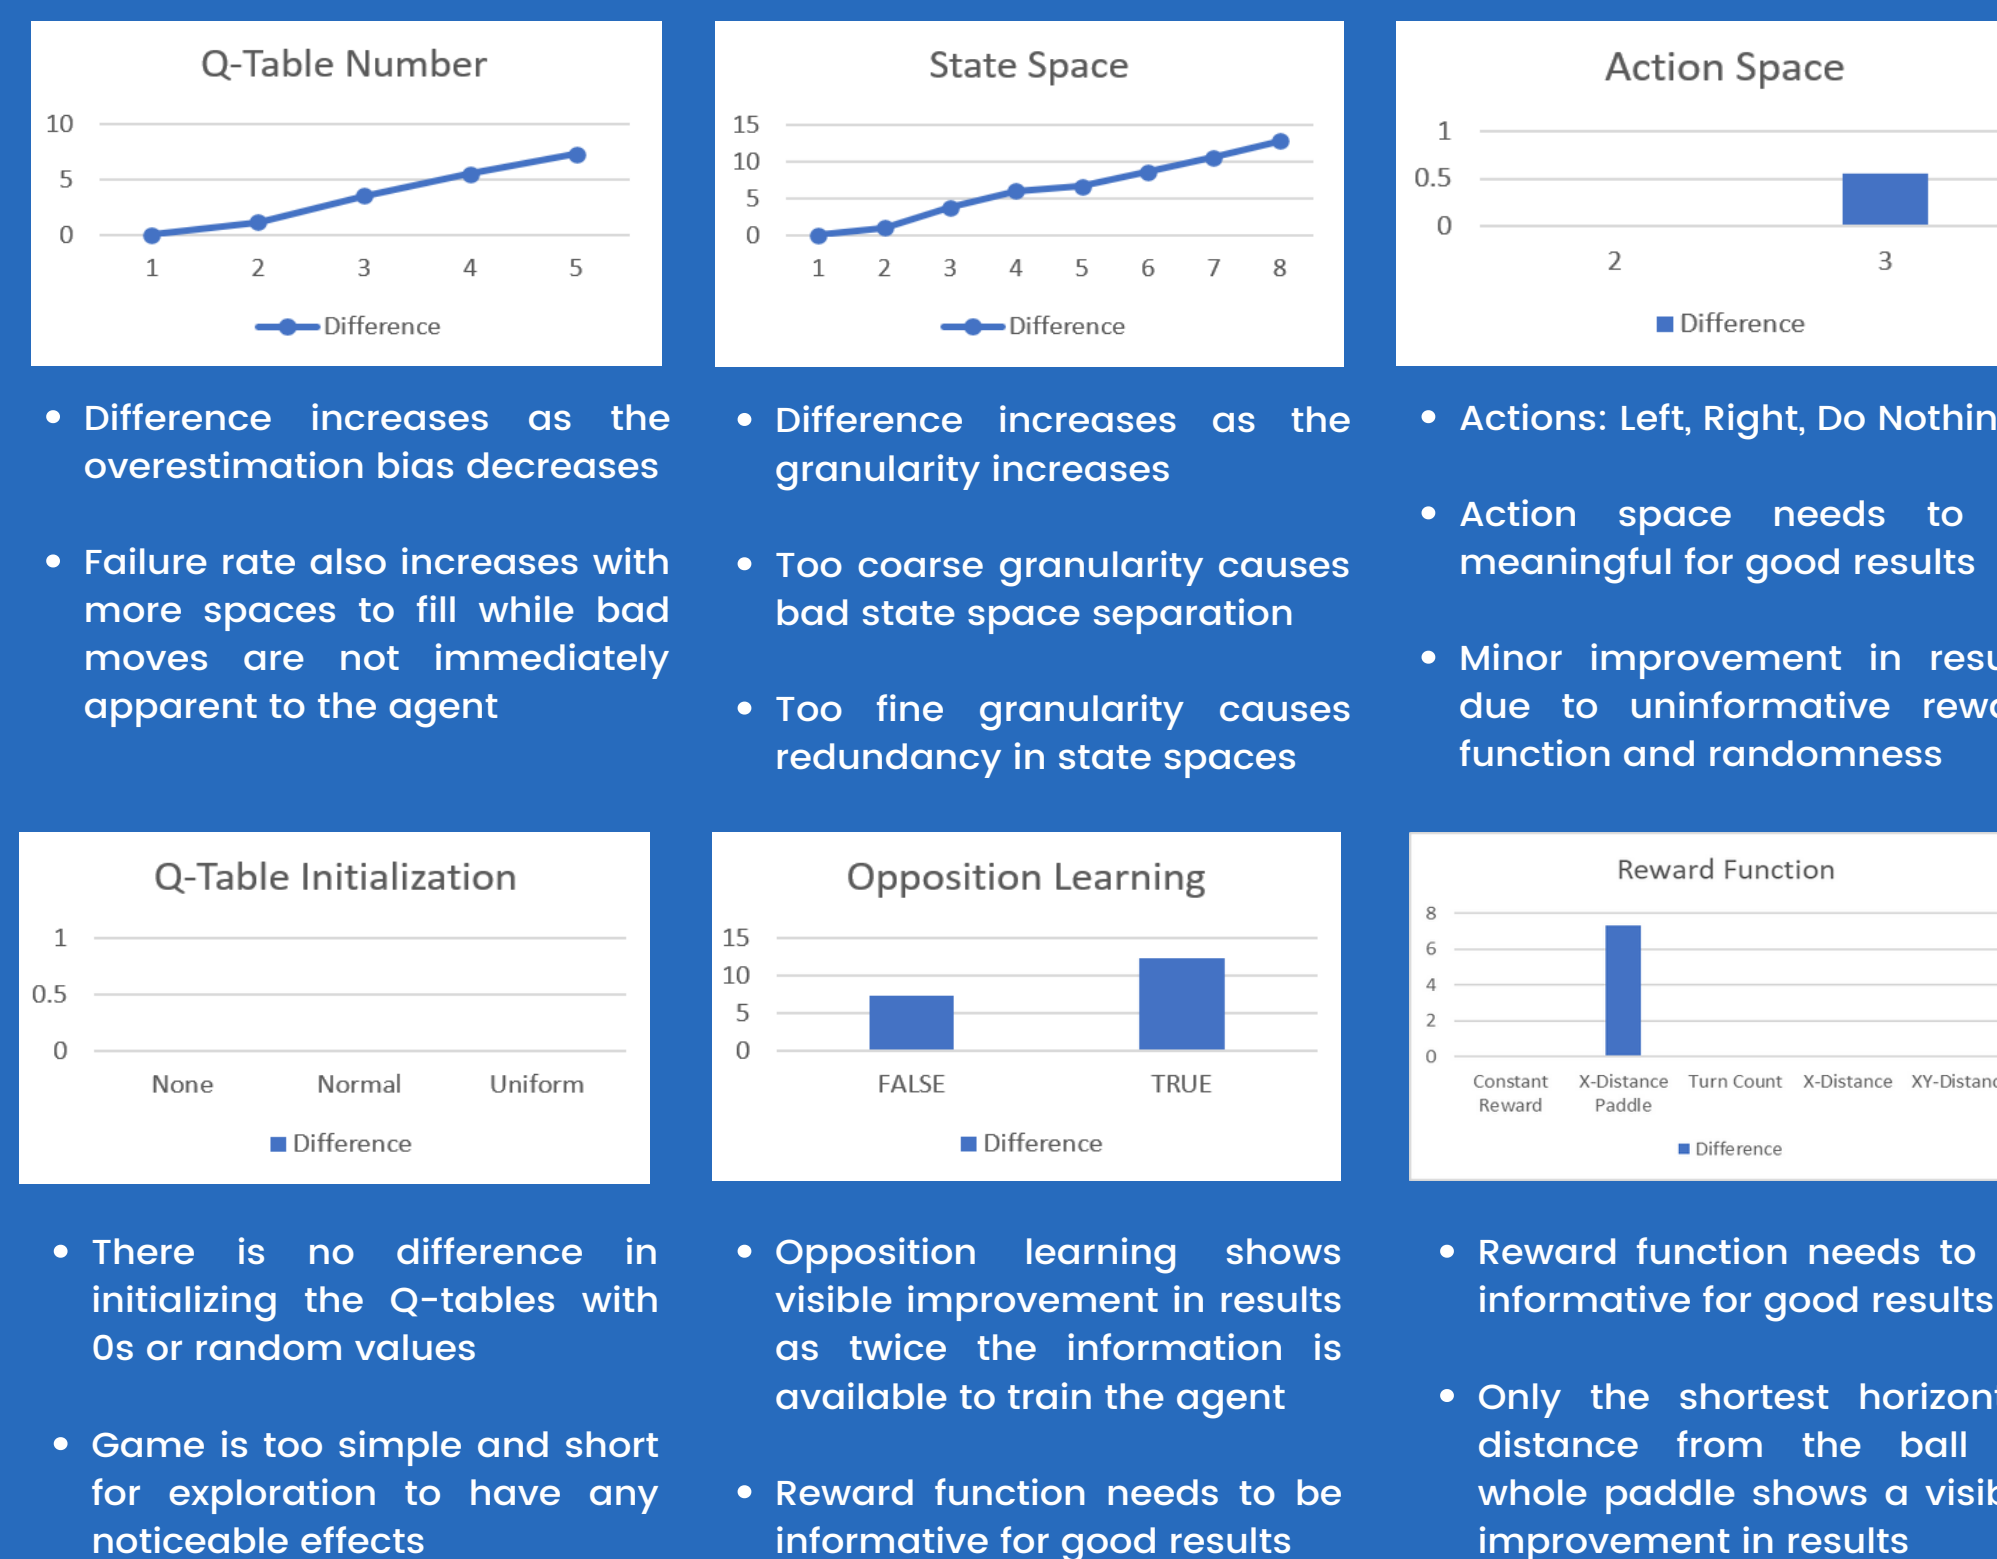 Q-Table Number
10
5
0
1 2 3 4 5
Difference
Difference increases as the
overestimation bias decreases
Failure rate also increases with
more spaces to fill while bad
moves are not immediately
apparent to the agent
State Space
15
10
5
0
1 2 3 4 5 6 7 8
Difference
Difference increases as the
granularity increases
Too coarse granularity causes
bad state space separation
Too fine granularity causes
redundancy in state spaces
Action Space
1
0.5
0
2 3
Difference
Actions: Left, Right, Do Nothin
Action space needs to
meaningful for good results
Minor improvement in resu
due to uninformative rewa
function and randomness
Q-Table Initialization
1
0.5
0
None Normal Uniform
Difference
There is no difference in
initializing the Q-tables with
0s or random values
Game is too simple and short
for exploration to have any
noticeable effects
Opposition Learning
15
10
5
0
FALSE TRUE
Difference
Opposition learning shows
visible improvement in results
as twice the information is
available to train the agent
Reward function needs to be
informative for good results
Reward Function
8
6
4
2
0
Constant X-Distance Turn Count X-Distance XY-Distanc
Reward Paddle
Difference
Reward function needs to
informative for good results
Only the shortest horizont
distance from the ball
whole paddle shows a visib
improvement in results